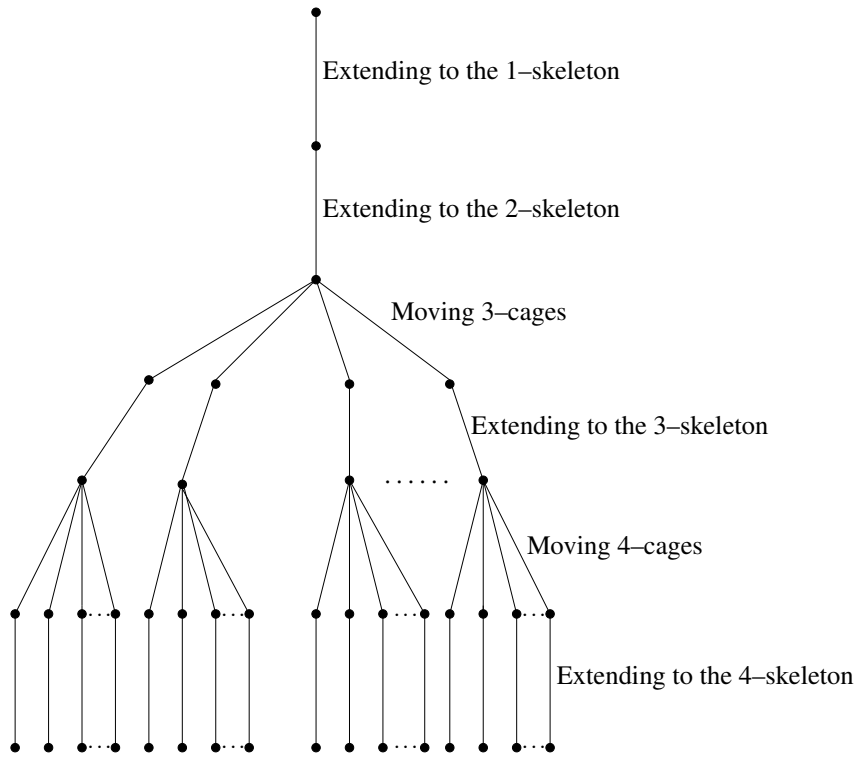 Extending to the 1–skeleton
Extending to the 2–skeleton
Moving 3–cages
Extending to the 3–skeleton
Moving 4–cages
Extending to the 4–skeleton